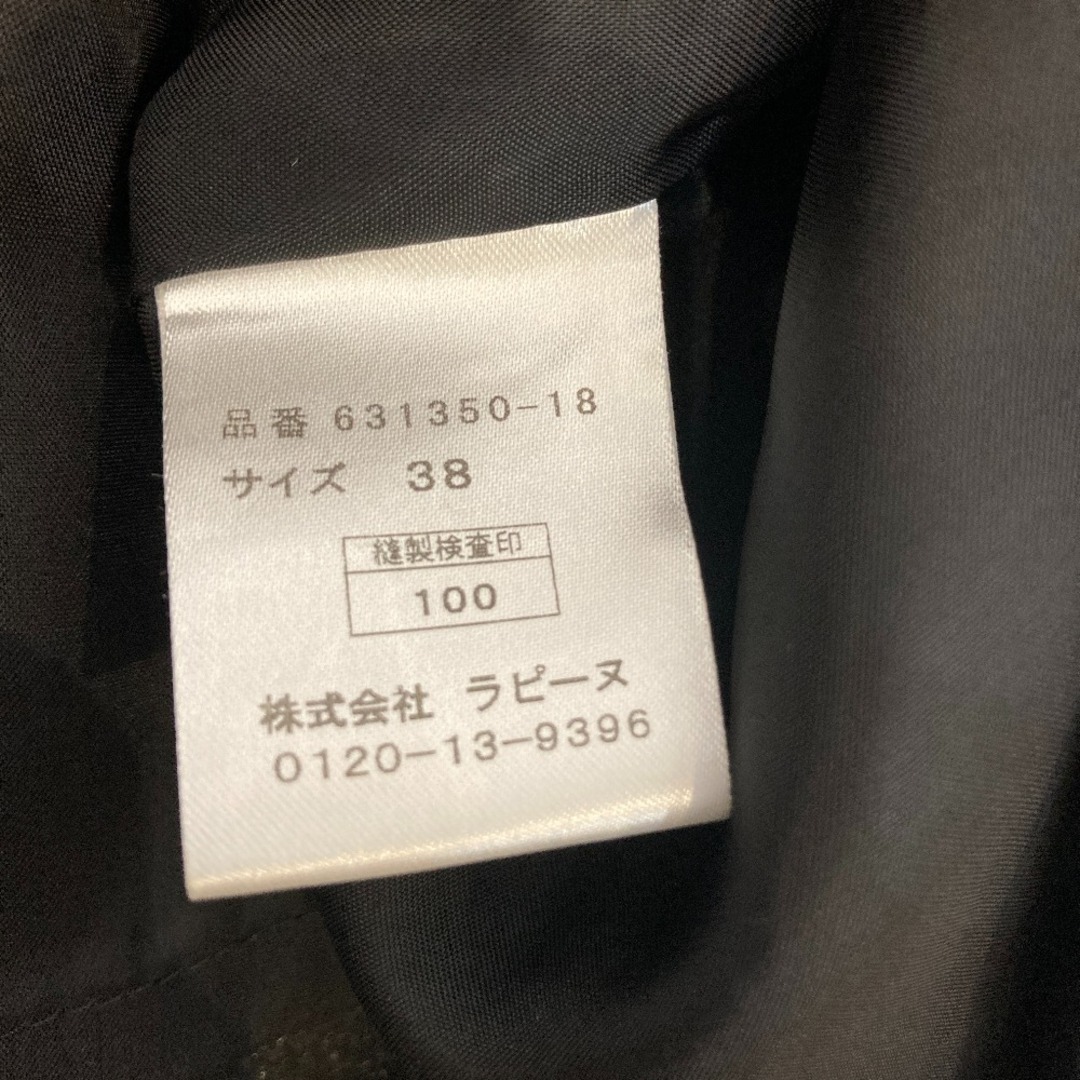 品番 631350-18
サイズ 38
縫製検査印
100
株式会社 ラピーヌ
0120-13-9396